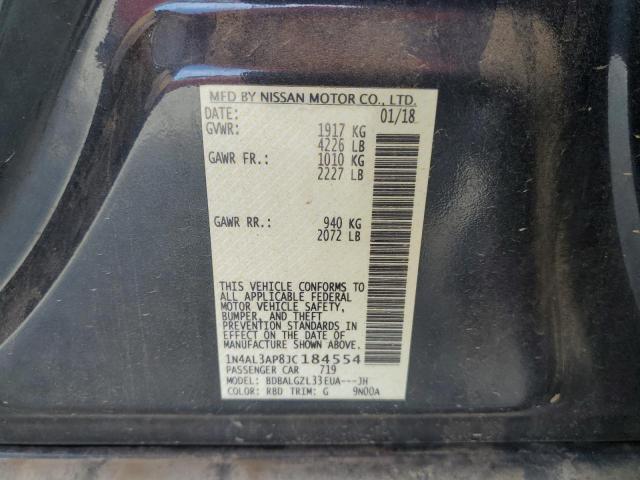 MFD BY NISSAN MOTOR CO., LTD.
DATE: 01/18
GVWR: 1917 KG
4226 LB
GAWR FR.: 1010 KG
2227 LB
GAWR RR.: 940 KG
2072 LB
THIS VEHICLE CONFORMS TO
ALL APPLICABLE FEDERAL
MOTOR VEHICLE SAFETY,
BUMPER, AND THEFT
PREVENTION STANDARDS IN
EFFECT ON THE DATE OF
MANUFACTURE SHOWN ABOVE.
1N4AL3AP8JC184554
PASSENGER CAR 719
MODEL: BDBALGZL33EUA---JH
COLOR: RBD TRIM: G 9N00A